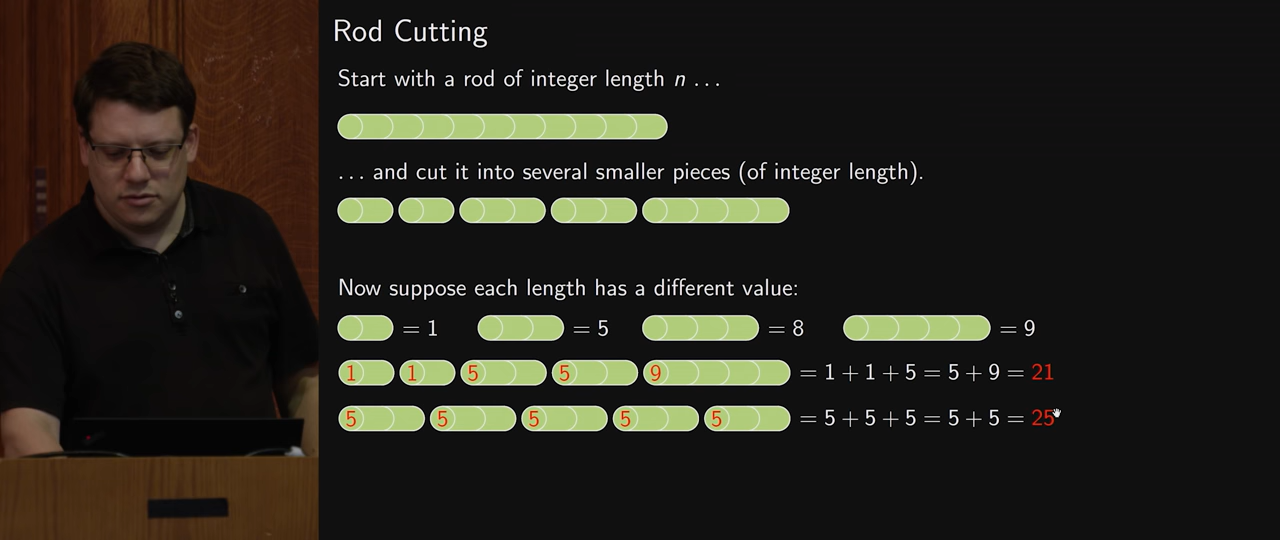 Rod Cutting
Start with a rod of integer length n ...
... and cut it into several smaller pieces (of integer length).
Now suppose each length has a different value:
= 1 = 5 = 8 = 9
1 1 5 5 9 = 1 + 1 + 5 = 5 + 9 = 21
5 5 5 5 5 = 5 + 5 + 5 = 5 + 5 = 25